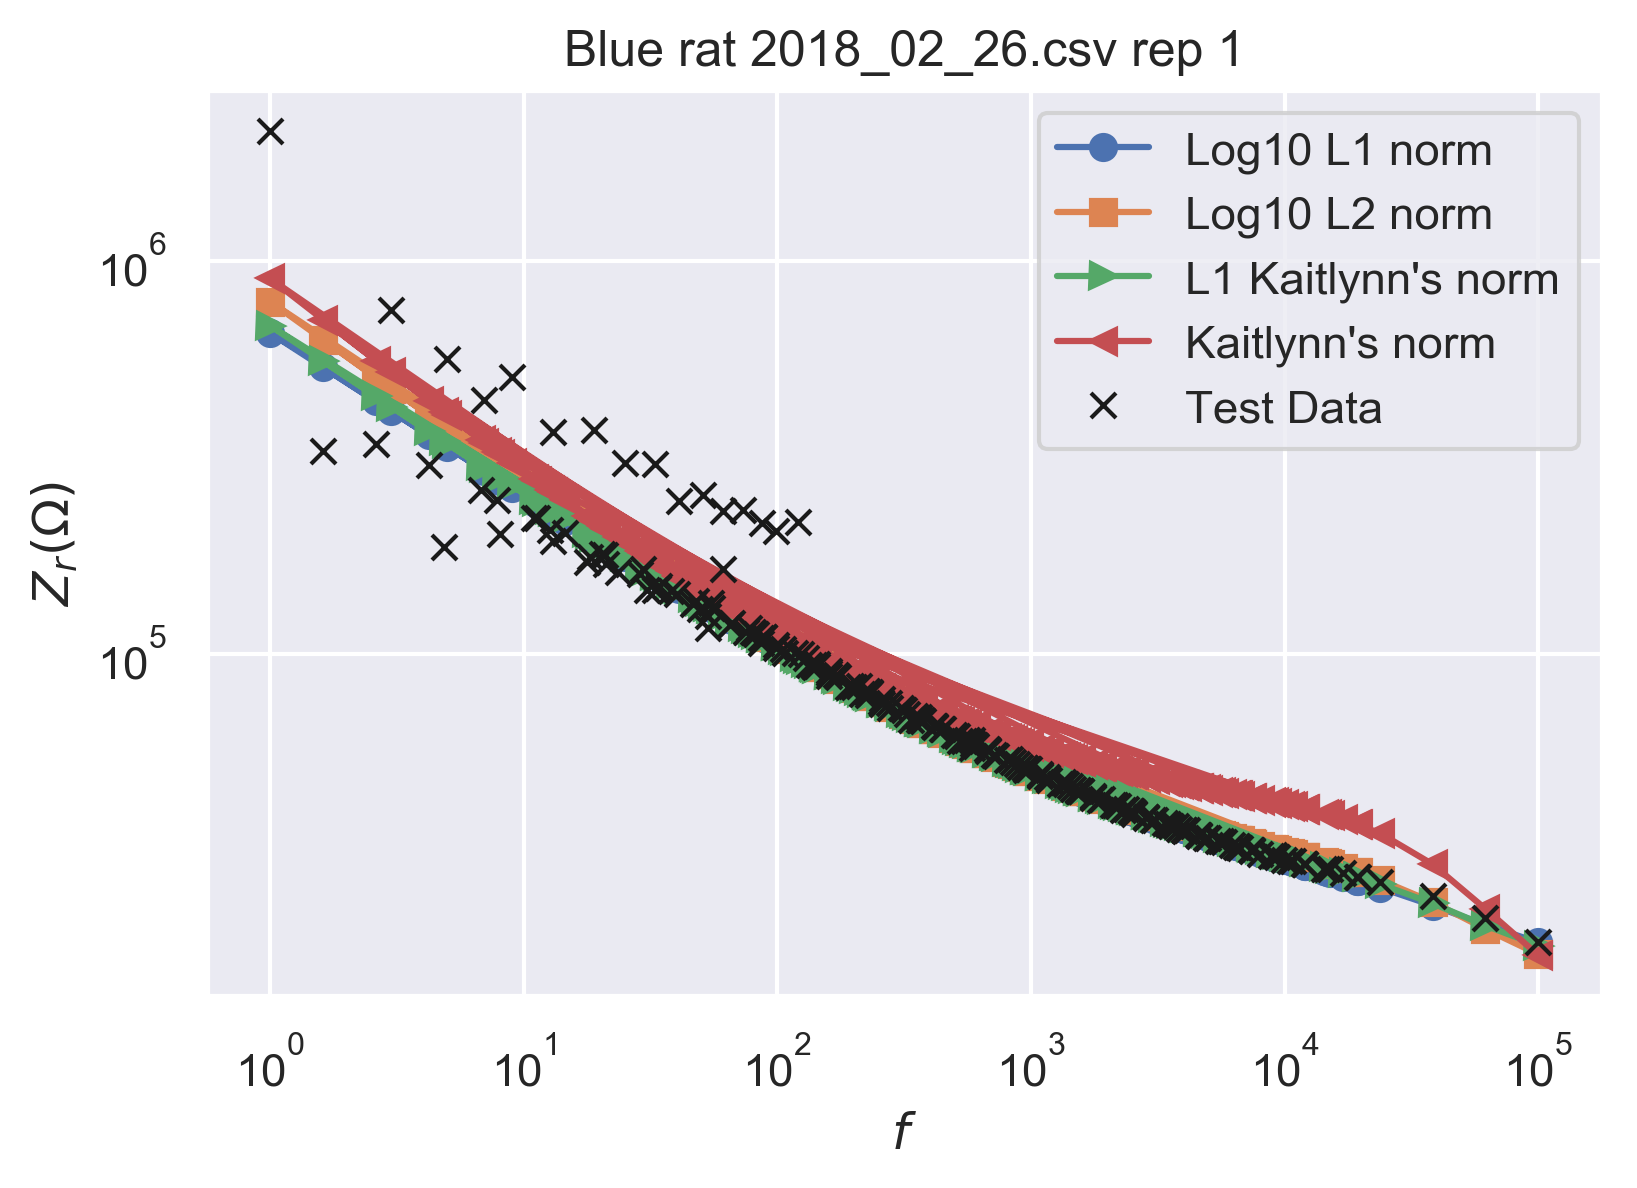 Blue rat 2018_02_26.csv rep 1
Log10 L1 norm
Log10 L2 norm
L1 Kaitlynn's norm
Kaitlynn's norm
Test Data
10^6
10^5
Z_r(Ω)
10^0 10^1 10^2 10^3 10^4 10^5
f